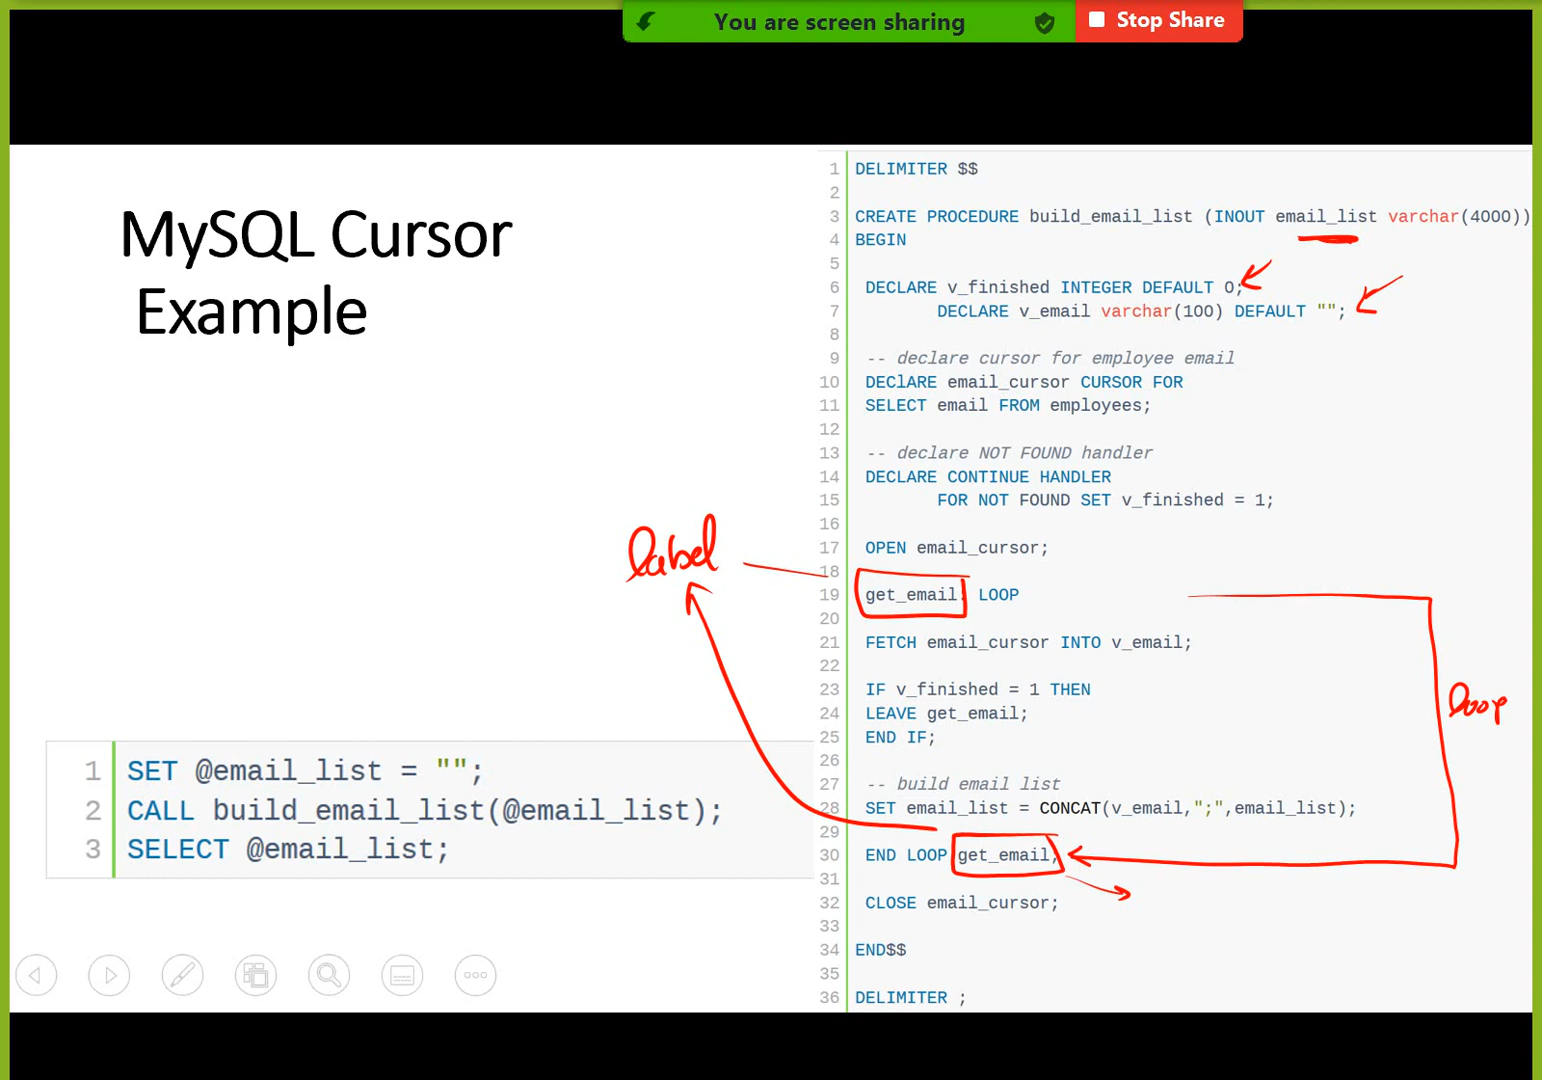 You are screen sharing
Stop Share
MySQL Cursor
Example
1 DELIMITER $$
2
3 CREATE PROCEDURE build_email_list (INOUT email_list varchar(4000))
4 BEGIN
5
6 DECLARE v_finished INTEGER DEFAULT 0;
7 DECLARE v_email varchar(100) DEFAULT "";
8
9 -- declare cursor for employee email
10 DEClARE email_cursor CURSOR FOR
11 SELECT email FROM employees;
12
13 -- declare NOT FOUND handler
14 DECLARE CONTINUE HANDLER
15 FOR NOT FOUND SET v_finished = 1;
16
17 OPEN email_cursor;
18
19 get_email: LOOP
20
21 FETCH email_cursor INTO v_email;
22
23 IF v_finished = 1 THEN
24 LEAVE get_email;
25 END IF;
26
27 -- build email list
28 SET email_list = CONCAT(v_email,";",email_list);
29
30 END LOOP get_email;
31
32 CLOSE email_cursor;
33
34 END$$
35
36 DELIMITER ;
label
loop
1 SET @email_list = "";
2 CALL build_email_list(@email_list);
3 SELECT @email_list;